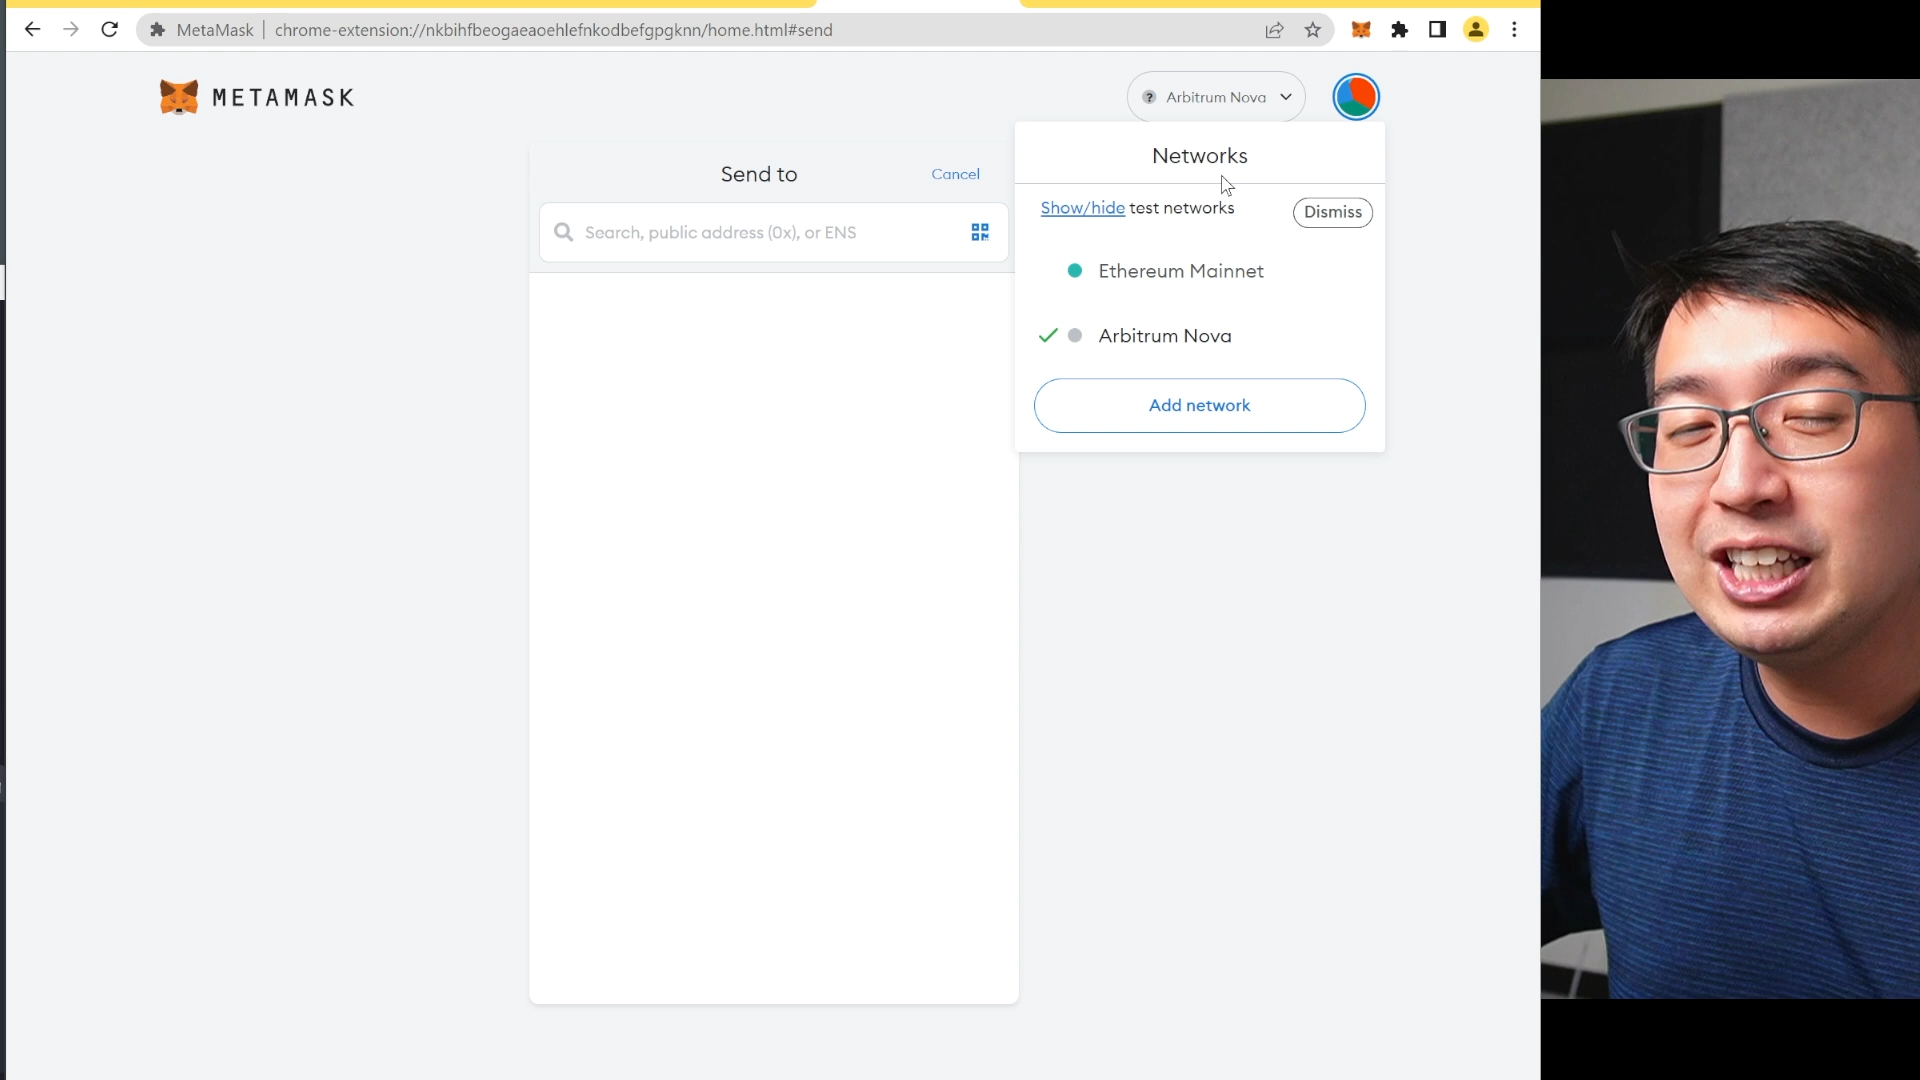 MetaMask
chrome-extension://nkbihfbeogaeaoehlefnkodbefgpgknn/home.html#send
METAMASK
? Arbitrum Nova
Networks
Send to
Cancel
Show/hide test networks
Dismiss
Search, public address (0x), or ENS
Ethereum Mainnet
Arbitrum Nova
Add network